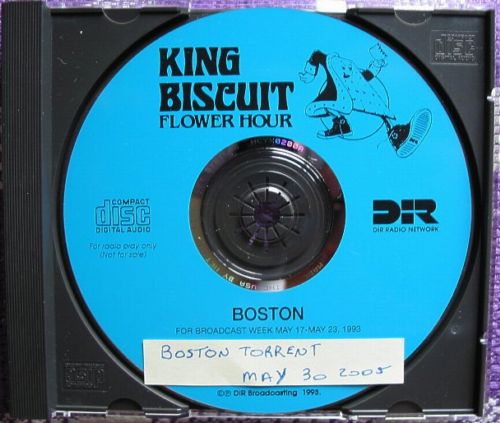 KING
BISCUIT
FLOWER HOUR
COMPACT
disc
DIGITAL AUDIO
DIR
DIR RADIO NETWORK
For radio play only
(Not for sale)
BOSTON
FOR BROADCAST WEEK MAY 17-MAY 23, 1993
BOSTON TORRENT
MAY 30 2005
©℗ DIR Broadcasting 1993.